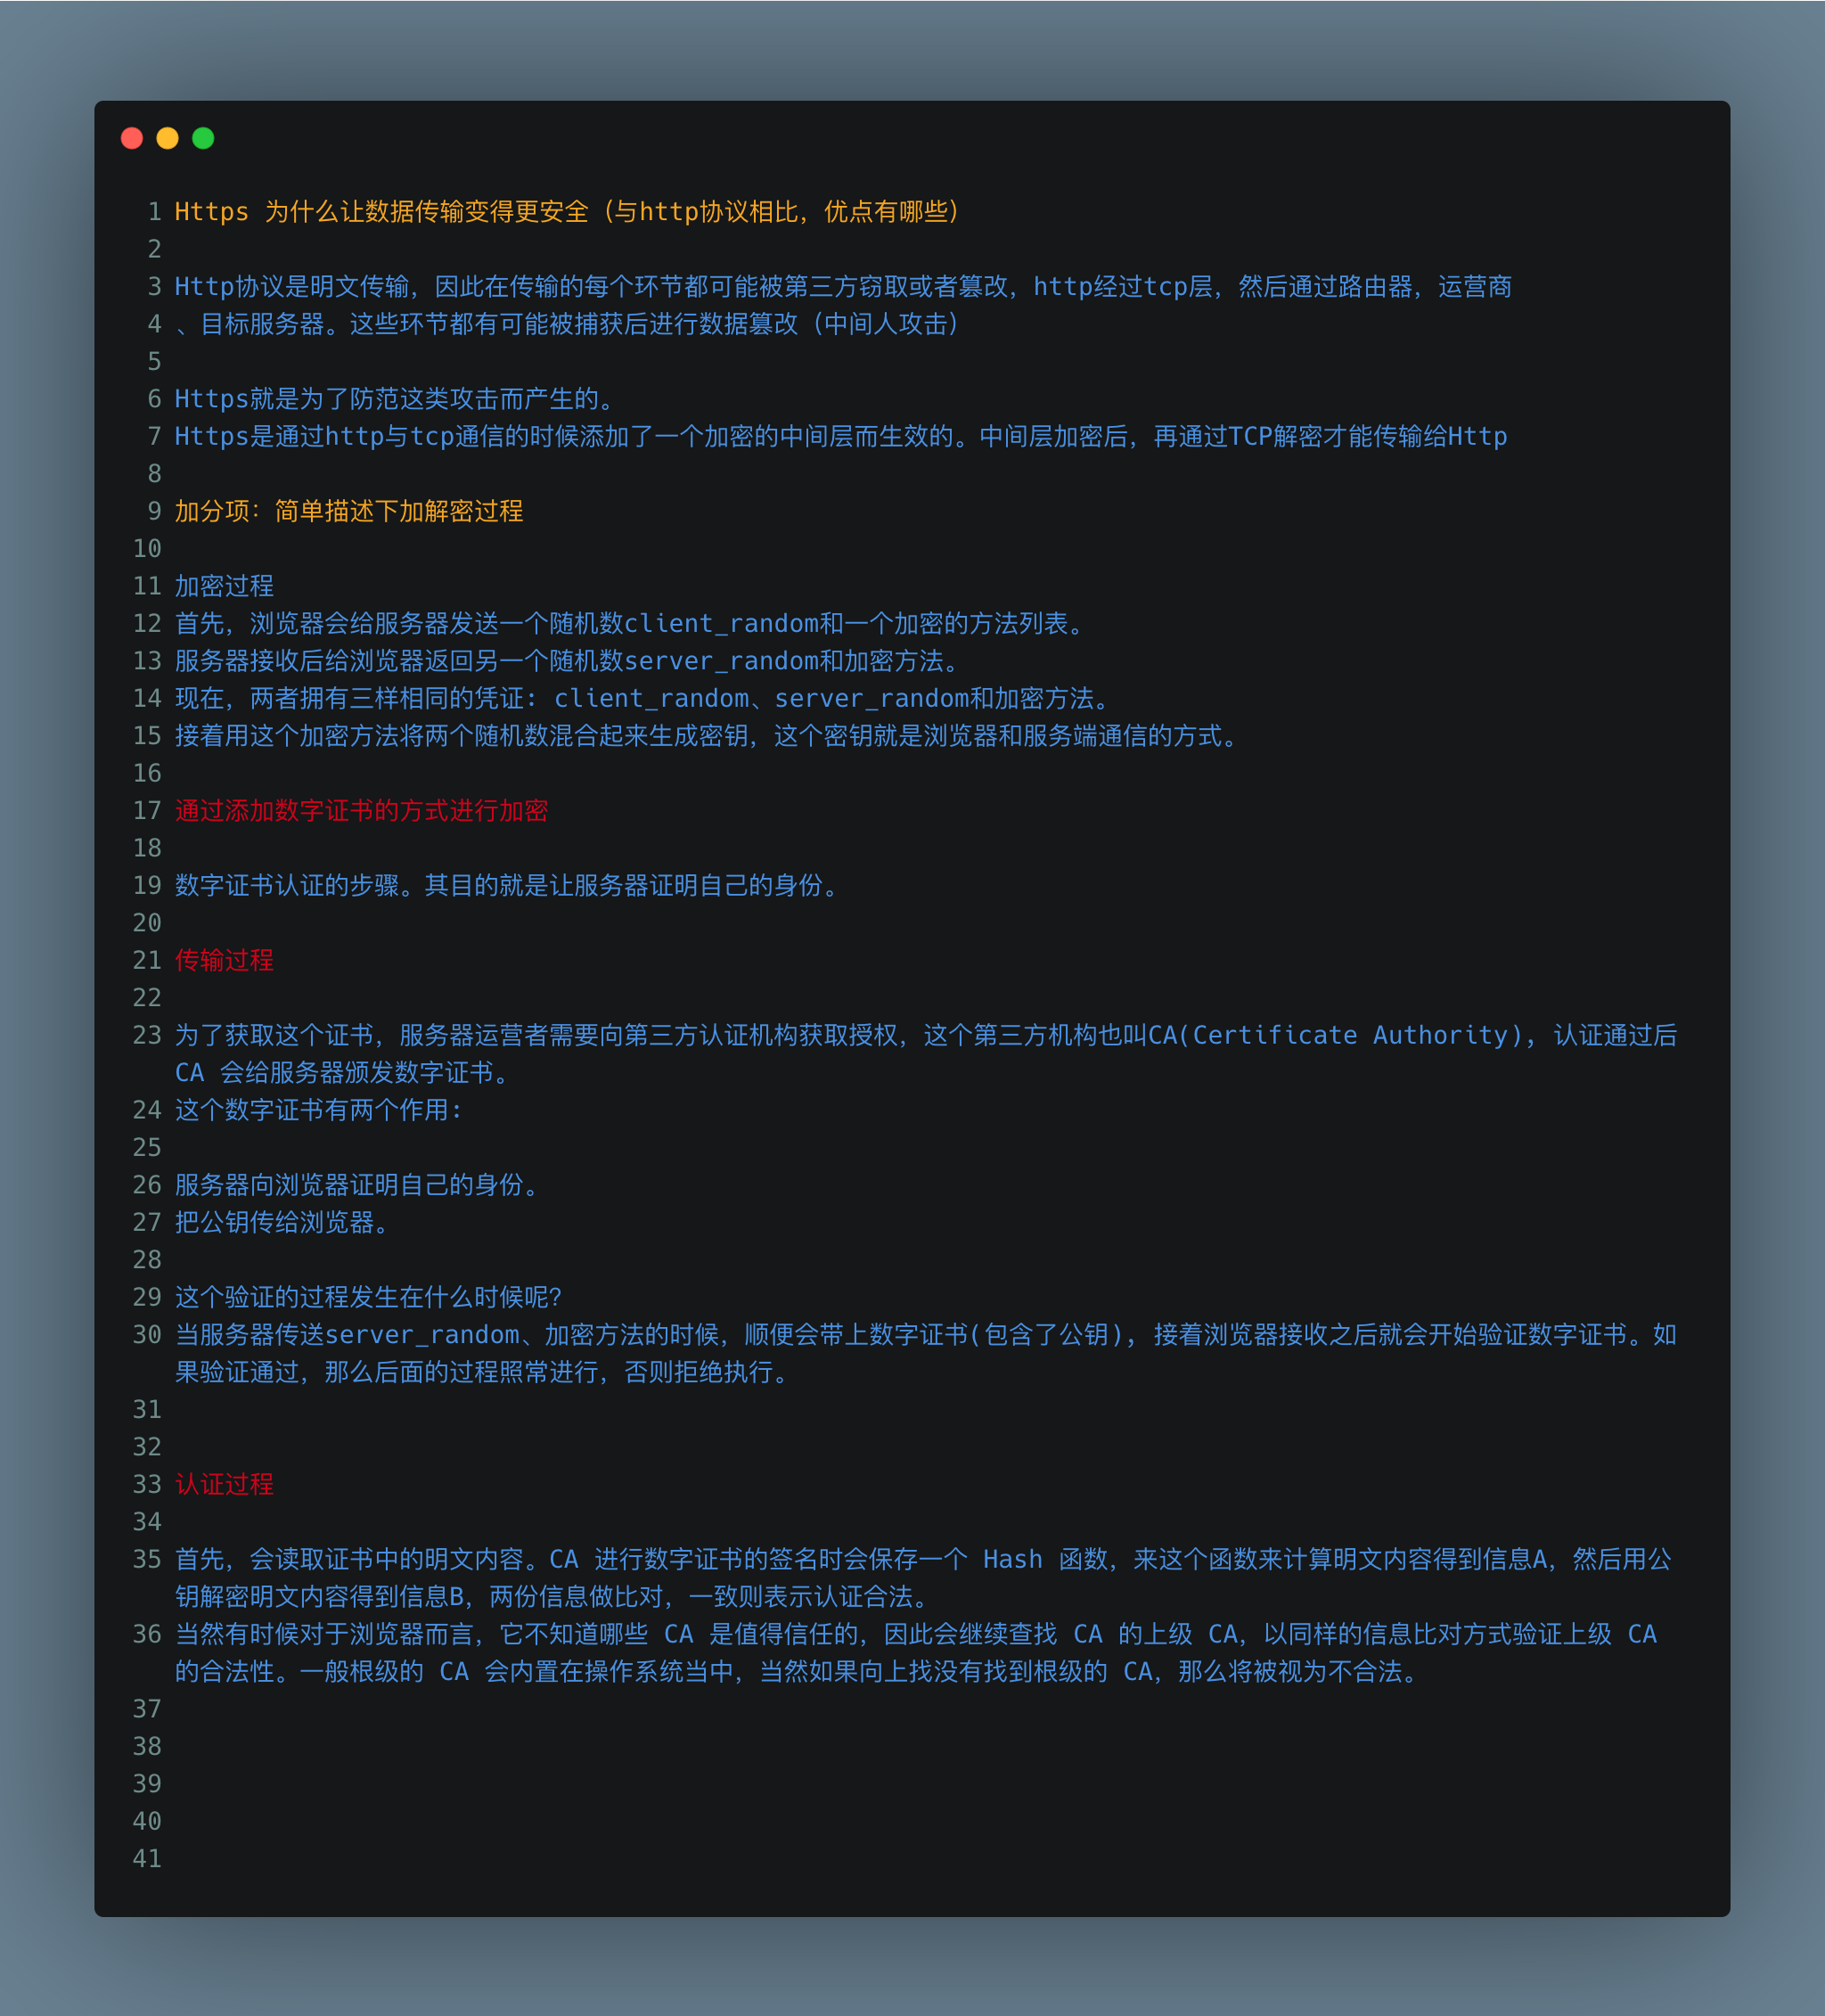 1 Https 为什么让数据传输变得更安全（与http协议相比，优点有哪些）
2
3 Http协议是明文传输，因此在传输的每个环节都可能被第三方窃取或者篡改，http经过tcp层，然后通过路由器，运营商
4 、目标服务器。这些环节都有可能被捕获后进行数据篡改（中间人攻击）
5
6 Https就是为了防范这类攻击而产生的。
7 Https是通过http与tcp通信的时候添加了一个加密的中间层而生效的。中间层加密后，再通过TCP解密才能传输给Http
8
9 加分项：简单描述下加解密过程
10
11 加密过程
12 首先，浏览器会给服务器发送一个随机数client_random和一个加密的方法列表。
13 服务器接收后给浏览器返回另一个随机数server_random和加密方法。
14 现在，两者拥有三样相同的凭证: client_random、server_random和加密方法。
15 接着用这个加密方法将两个随机数混合起来生成密钥，这个密钥就是浏览器和服务端通信的方式。
16
17 通过添加数字证书的方式进行加密
18
19 数字证书认证的步骤。其目的就是让服务器证明自己的身份。
20
21 传输过程
22
23 为了获取这个证书，服务器运营者需要向第三方认证机构获取授权，这个第三方机构也叫CA(Certificate Authority), 认证通过后
CA 会给服务器颁发数字证书。
24 这个数字证书有两个作用:
25
26 服务器向浏览器证明自己的身份。
27 把公钥传给浏览器。
28
29 这个验证的过程发生在什么时候呢？
30 当服务器传送server_random、加密方法的时候，顺便会带上数字证书(包含了公钥), 接着浏览器接收之后就会开始验证数字证书。如
果验证通过，那么后面的过程照常进行，否则拒绝执行。
31
32
33 认证过程
34
35 首先，会读取证书中的明文内容。CA 进行数字证书的签名时会保存一个 Hash 函数，来这个函数来计算明文内容得到信息A，然后用公
钥解密明文内容得到信息B，两份信息做比对，一致则表示认证合法。
36 当然有时候对于浏览器而言，它不知道哪些 CA 是值得信任的，因此会继续查找 CA 的上级 CA，以同样的信息比对方式验证上级 CA
的合法性。一般根级的 CA 会内置在操作系统当中，当然如果向上找没有找到根级的 CA，那么将被视为不合法。
37
38
39
40
41